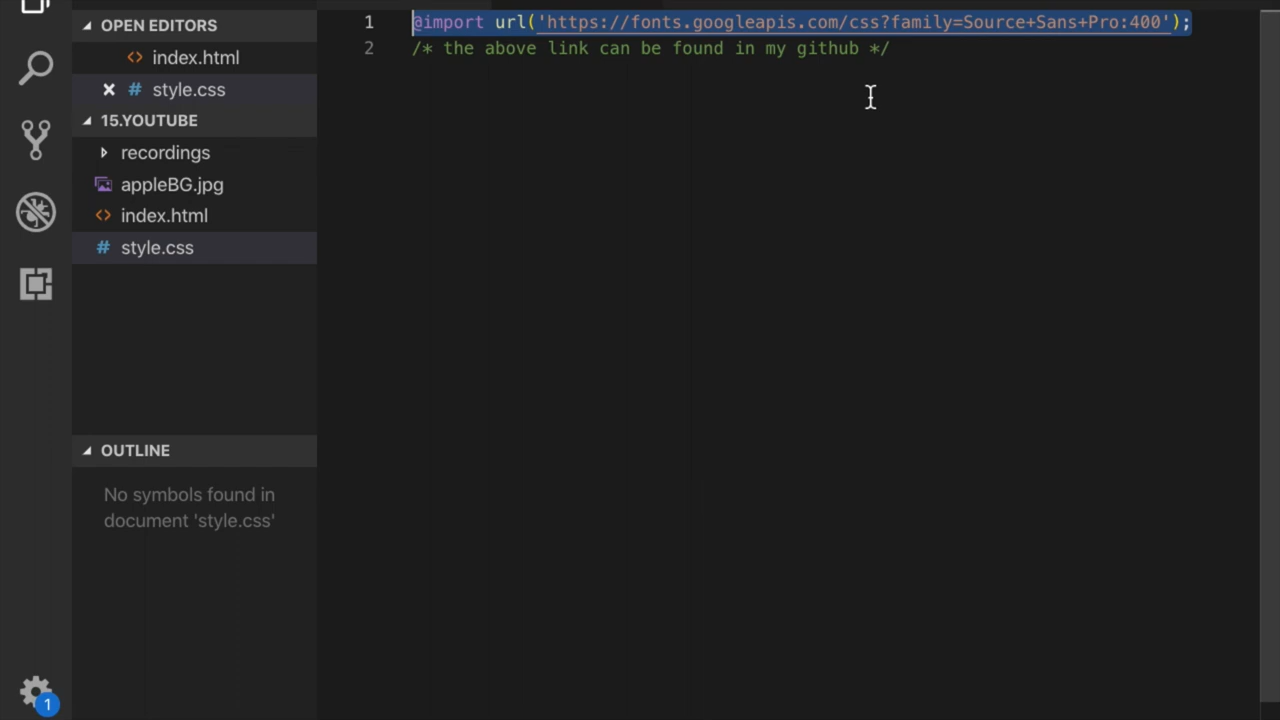 OPEN EDITORS
index.html
style.css
15.YOUTUBE
recordings
appleBG.jpg
index.html
style.css
OUTLINE
No symbols found in
document 'style.css'
1
1 @import url('https://fonts.googleapis.com/css?family=Source+Sans+Pro:400');
2 /* the above link can be found in my github */